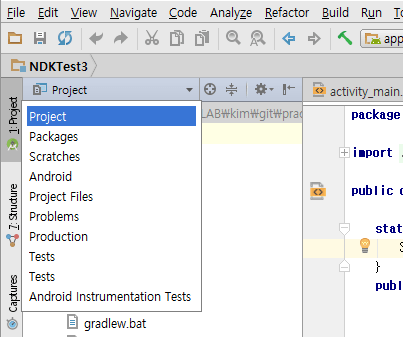 File Edit View Navigate Code Analyze Refactor Build Run
app
NDKTest3
Project
activity_main.
1: Project
7: Structure
Captures
LAB￦kim￦git￦prac
Project
Packages
Scratches
Android
Project Files
Problems
Production
Tests
Tests
Android Instrumentation Tests
gradlew.bat
package
import .
public c
stat
S
}
publ